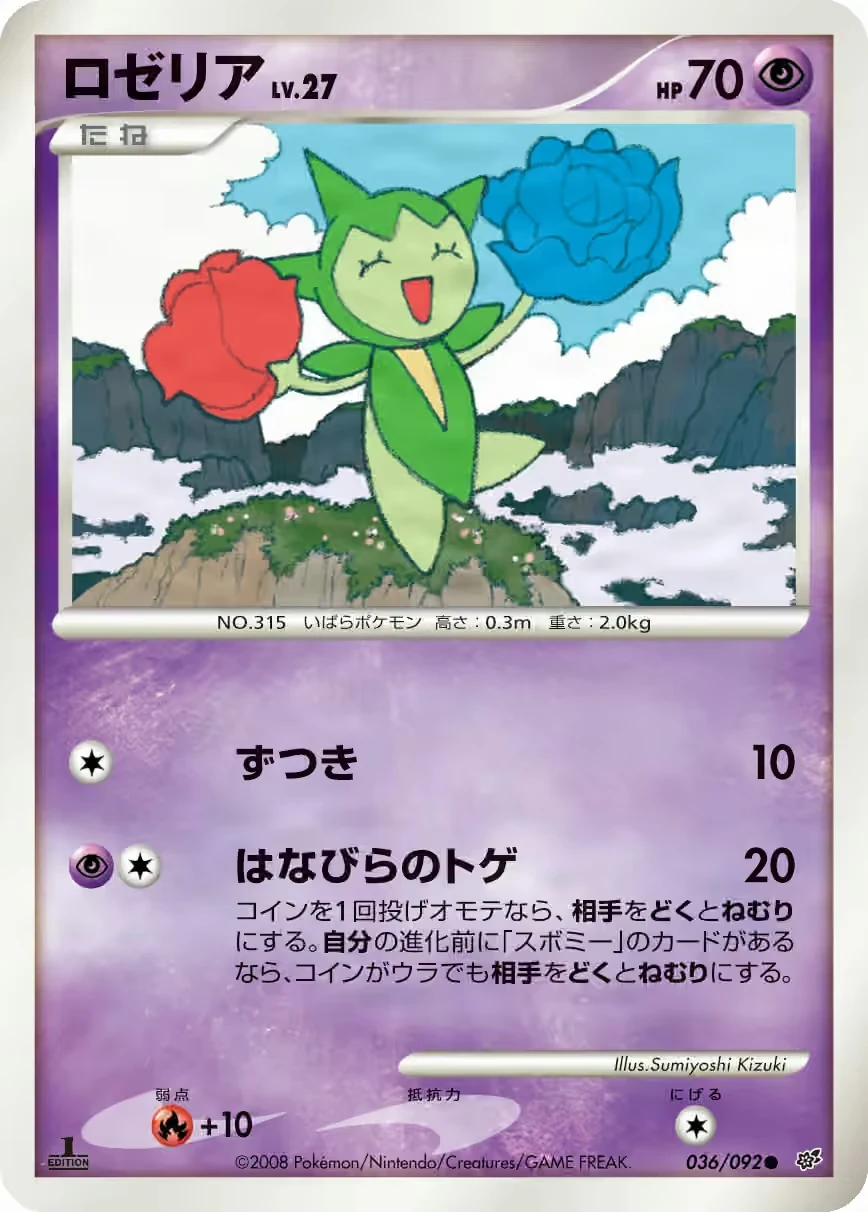 ロゼリア LV.27 HP 70
たね
NO.315 いばらポケモン 高さ：0.3m 重さ：2.0kg
ずつき 10
はなびらのトゲ 20
コインを1回投げオモテなら、相手をどくとねむり
にする。自分の進化前に「スボミー」のカードがある
なら、コインがウラでも相手をどくとねむりにする。
Illus.Sumiyoshi Kizuki
弱点 抵抗力 にげる
+10
1
EDITION
©2008 Pokémon/Nintendo/Creatures/GAME FREAK. 036/092●